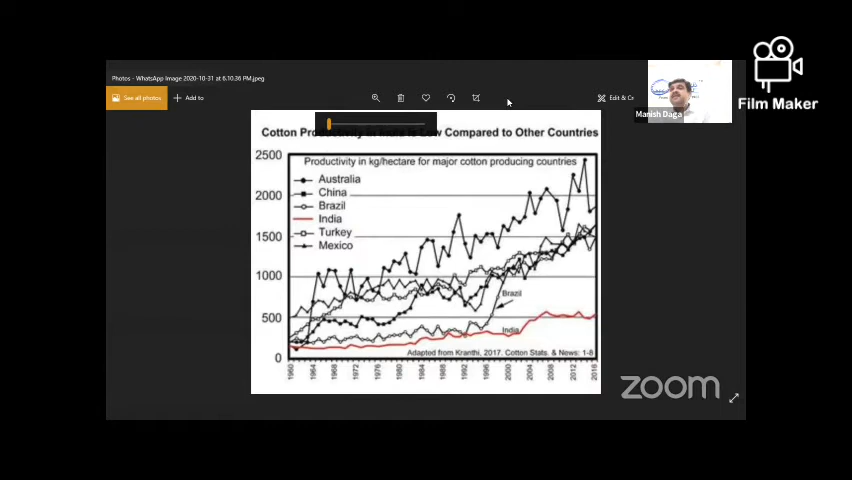 Photos - WhatsApp Image 2020-10-31 at 6.10.36 PM.jpeg
See all photos
Add to
Edit & Cr
Manish Daga
Film Maker
Cotton Productivity in India is Low Compared to Other Countries
Productivity in kg/hectare for major cotton producing countries
2500
2000
1500
1000
500
0
Australia
China
Brazil
India
Turkey
Mexico
Brazil
India
Adapted from Kranthi, 2017. Cotton Stats. & News: 1-8
1960
1964
1968
1972
1976
1980
1984
1988
1992
1996
2000
2004
2008
2012
2016
zoom